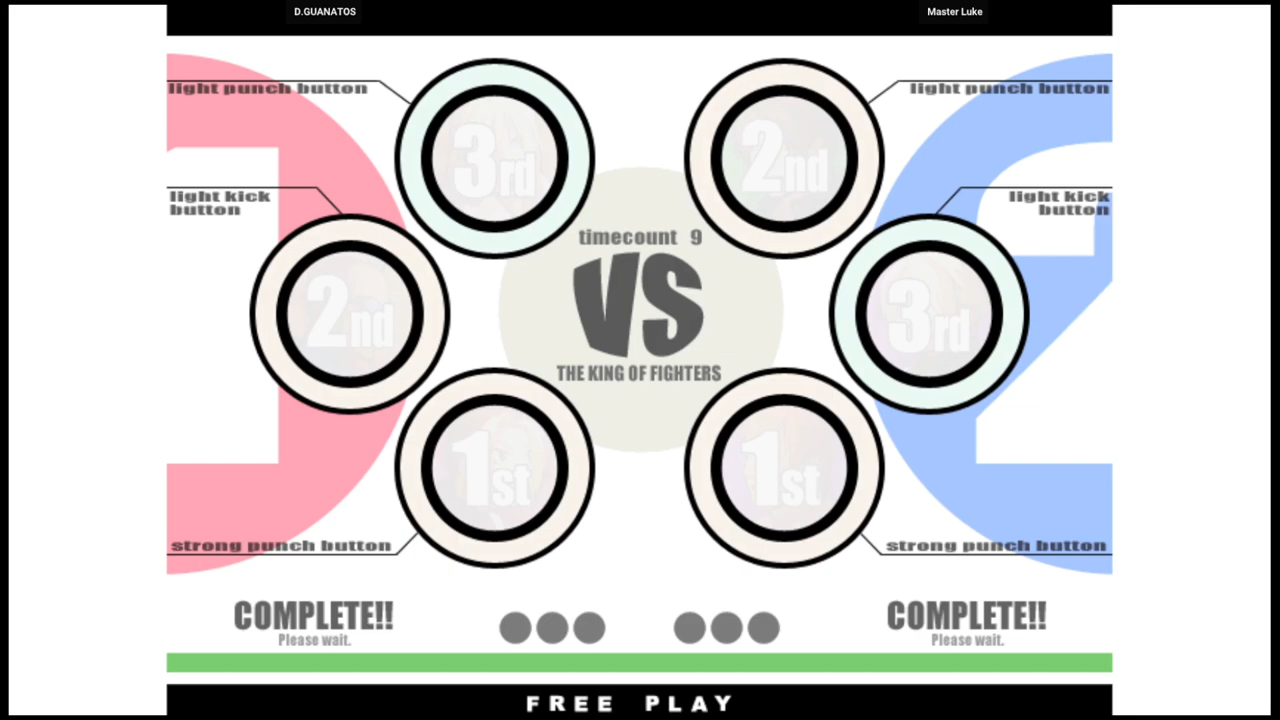 D.GUANATOS
Master Luke
light punch button
light punch button
3rd
2nd
light kick
button
light kick
button
timecount 9
VS
THE KING OF FIGHTERS
2nd
3rd
1st
1st
strong punch button
strong punch button
COMPLETE!!
Please wait.
COMPLETE!!
Please wait.
FREE PLAY